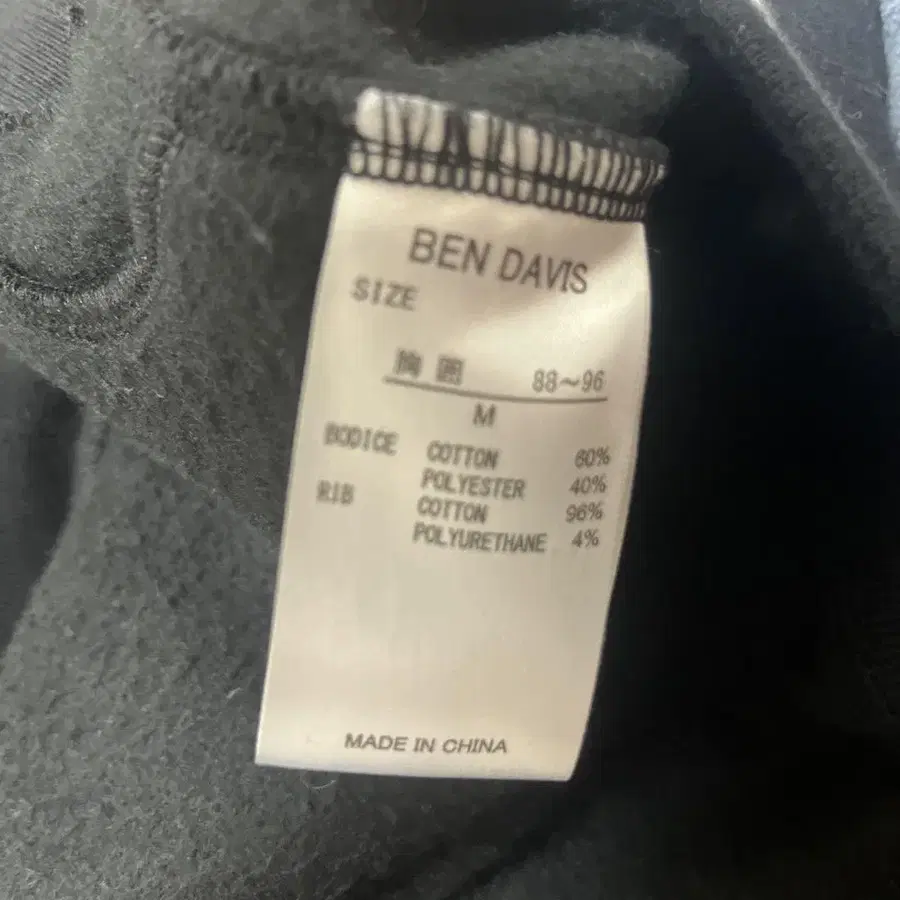 BEN DAVIS
SIZE
胸囲 88～96
M
BODICE COTTON 60%
POLYESTER 40%
RIB COTTON 96%
POLYURETHANE 4%
MADE IN CHINA